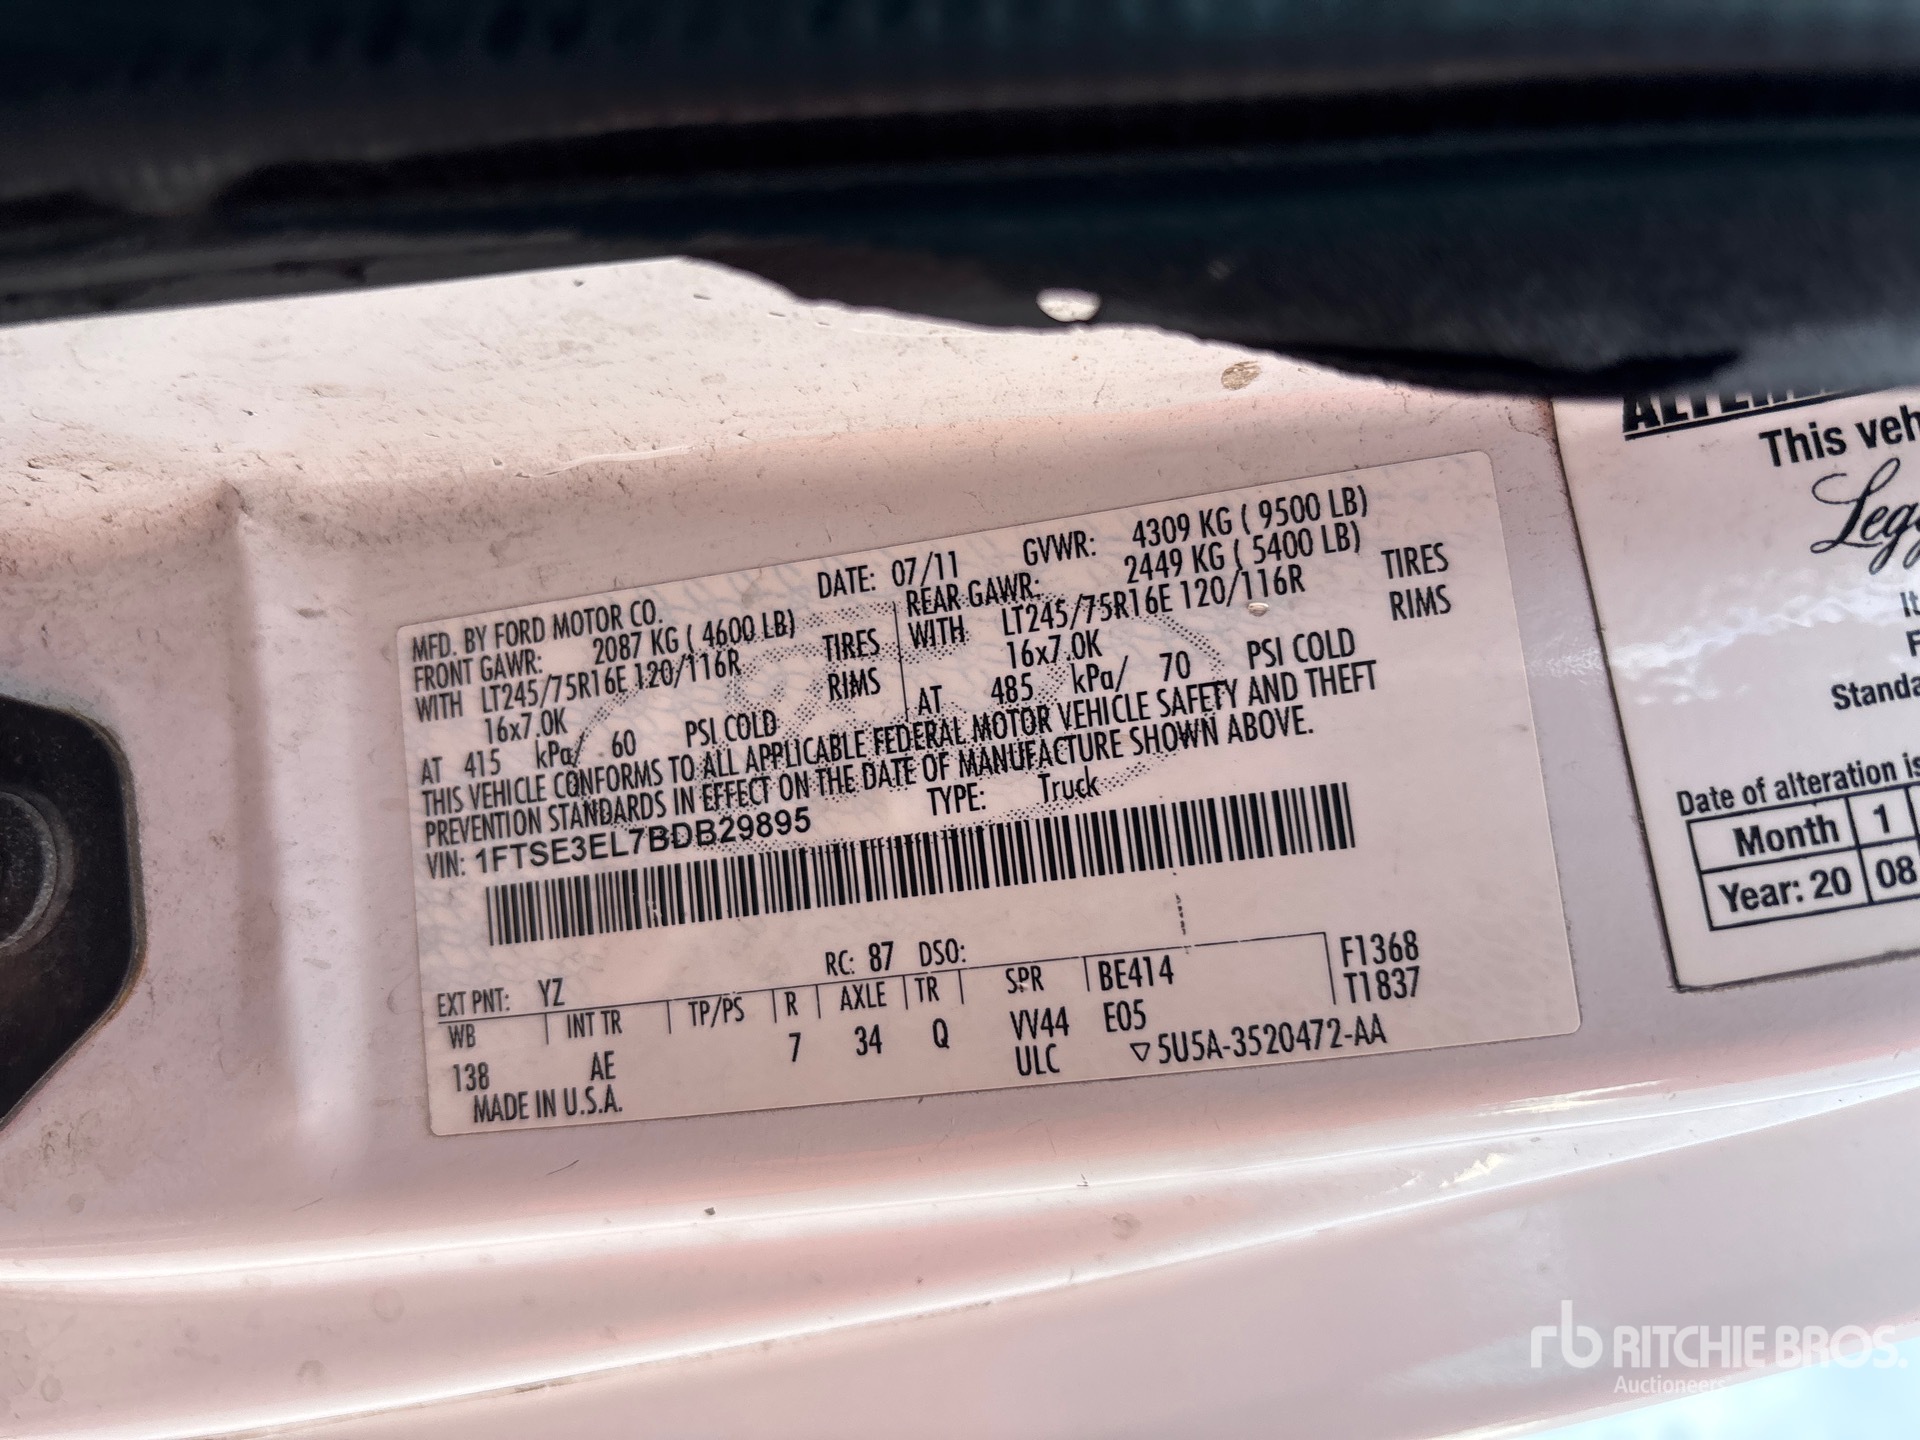 MFD. BY FORD MOTOR CO.
DATE: 07/11
GVWR: 4309 KG ( 9500 LB)
FRONT GAWR: 2087 KG ( 4600 LB)
REAR GAWR: 2449 KG ( 5400 LB)
WITH LT245/75R16E 120/116R TIRES
WITH LT245/75R16E 120/116R TIRES
16x7.0K RIMS
16x7.0K RIMS
AT 415 kPa/ 60 PSI COLD
AT 485 kPa/ 70 PSI COLD
THIS VEHICLE CONFORMS TO ALL APPLICABLE FEDERAL MOTOR VEHICLE SAFETY AND THEFT
PREVENTION STANDARDS IN EFFECT ON THE DATE OF MANUFACTURE SHOWN ABOVE.
VIN: 1FTSE3EL7BDB29895
TYPE: Truck
EXT PNT: YZ RC: 87 DSO:
WB INT TR TP/PS R AXLE TR SPR BE414 F1368
138 AE 7 34 Q VV44 E05 T1837
ULC
MADE IN U.S.A. ▽5U5A-3520472-AA
This veh
Leg
It
F
Standa
Date of alteration is
Month 1
Year: 20 08
rb RITCHIE BROS.
Auctioneers